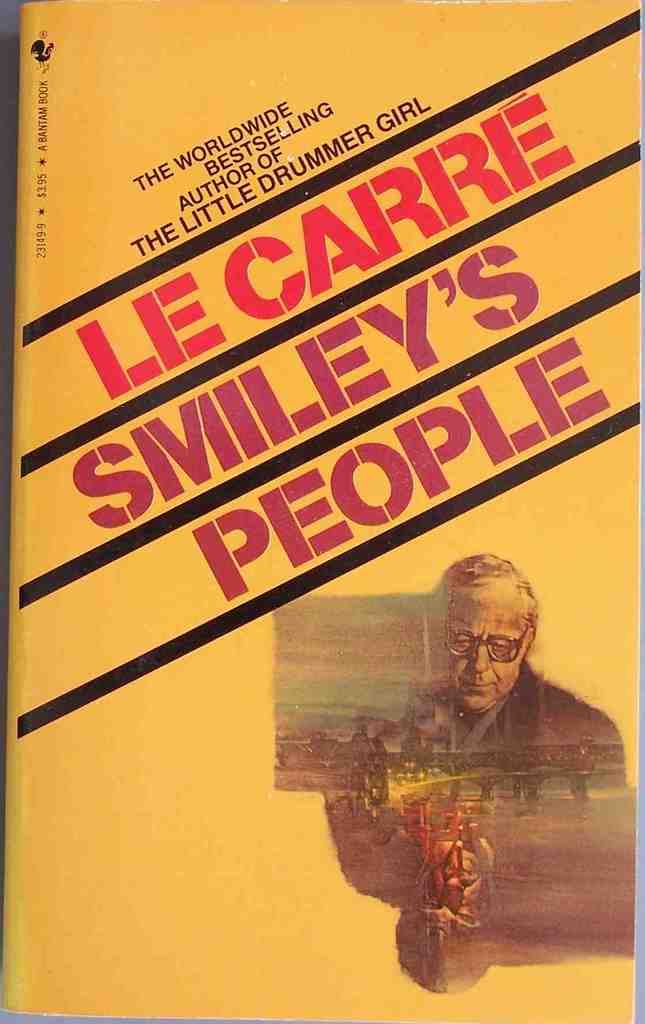 23149-9 ★ $3.95 ★ A BANTAM BOOK
®
THE WORLDWIDE
BESTSELLING
AUTHOR OF
THE LITTLE DRUMMER GIRL
LE CARRÉ
SMILEY'S
PEOPLE